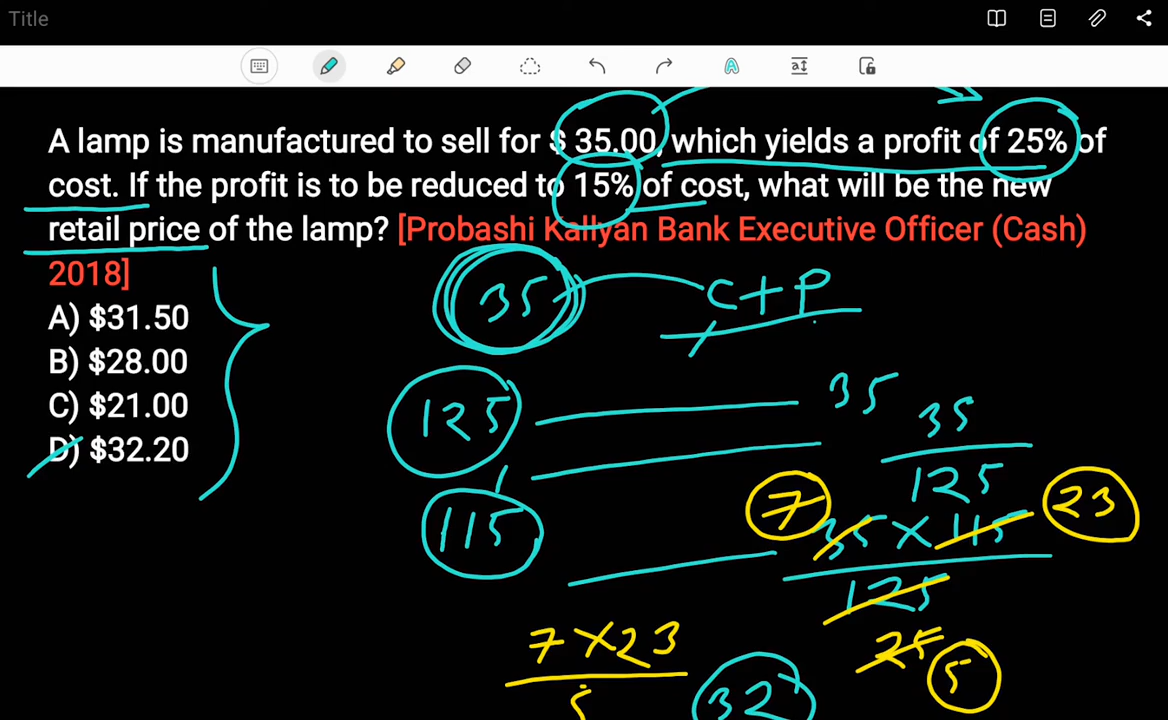 Title
A lamp is manufactured to sell for $ 35.00, which yields a profit of 25% of
cost. If the profit is to be reduced to 15% of cost, what will be the new
retail price of the lamp? [Probashi Kallyan Bank Executive Officer (Cash)
2018]
A) $31.50
B) $28.00
C) $21.00
D) $32.20
35 C+P
125 35
1 35
125
115
7 35 X 115 23
125
25 5
7 X 23
5
32